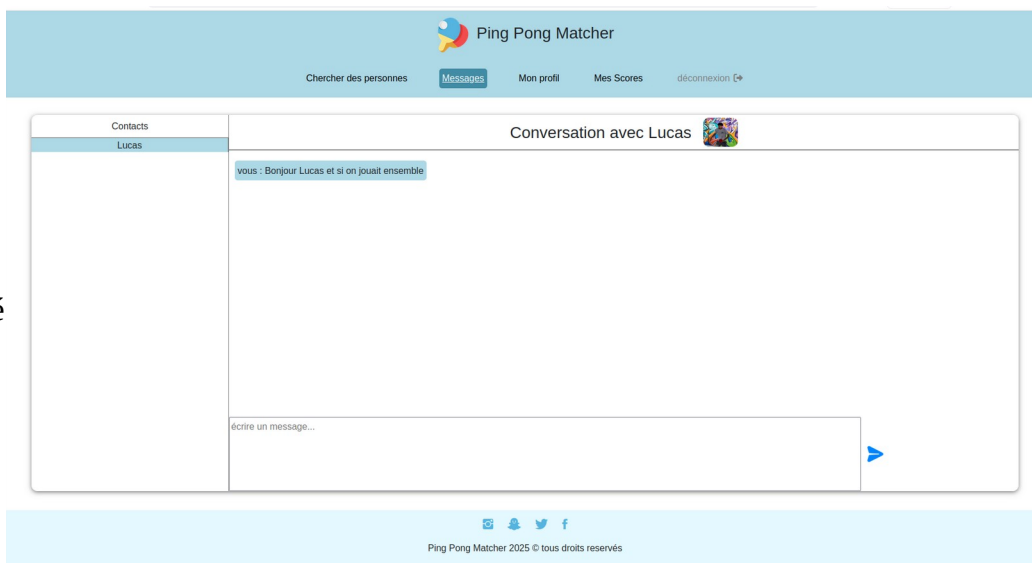 Ping Pong Matcher
Chercher des personnes Messages Mon profil Mes Scores déconnexion
Contacts
Lucas
Conversation avec Lucas
vous : Bonjour Lucas et si on jouait ensemble
é
écrire un message...
Ping Pong Matcher 2025 © tous droits reservés